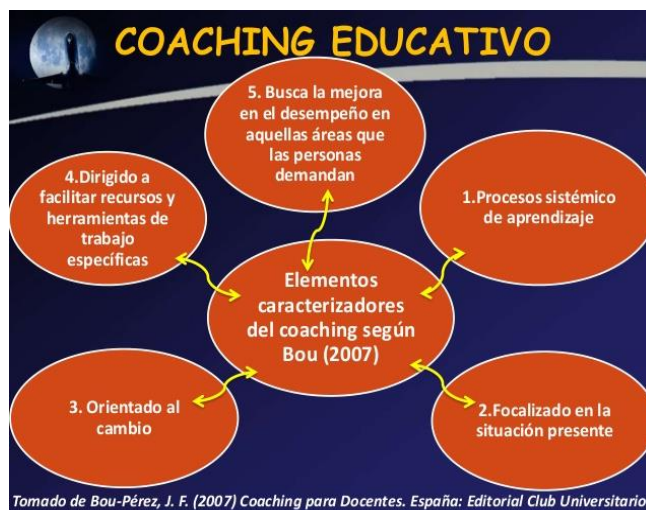 COACHING EDUCATIVO
5. Busca la mejora
en el desempeño en
aquellas áreas que
las personas
demandan
4.Dirigido a
facilitar recursos y
herramientas de
trabajo
específicas
1.Procesos sistémico
de aprendizaje
Elementos
caracterizadores
del coaching según
Bou (2007)
3. Orientado al
cambio
2.Focalizado en la
situación presente
Tomado de Bou-Pérez, J. F. (2007) Coaching para Docentes. España: Editorial Club Universitario